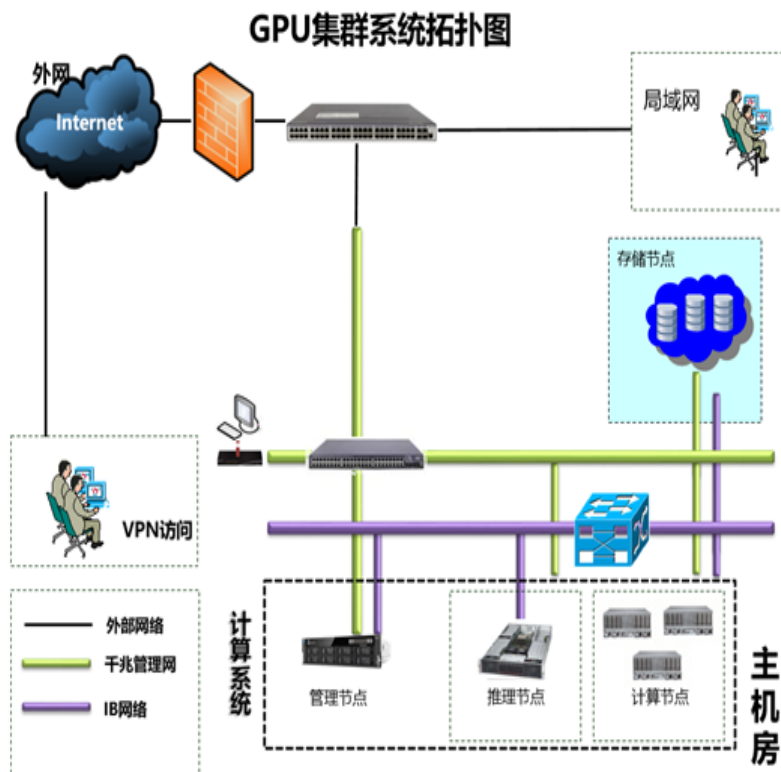 GPU集群系统拓扑图
外网
Internet
局域网
存储节点
VPN访问
外部网络
千兆管理网
IB网络
计算系统
管理节点
推理节点
计算节点
主机房